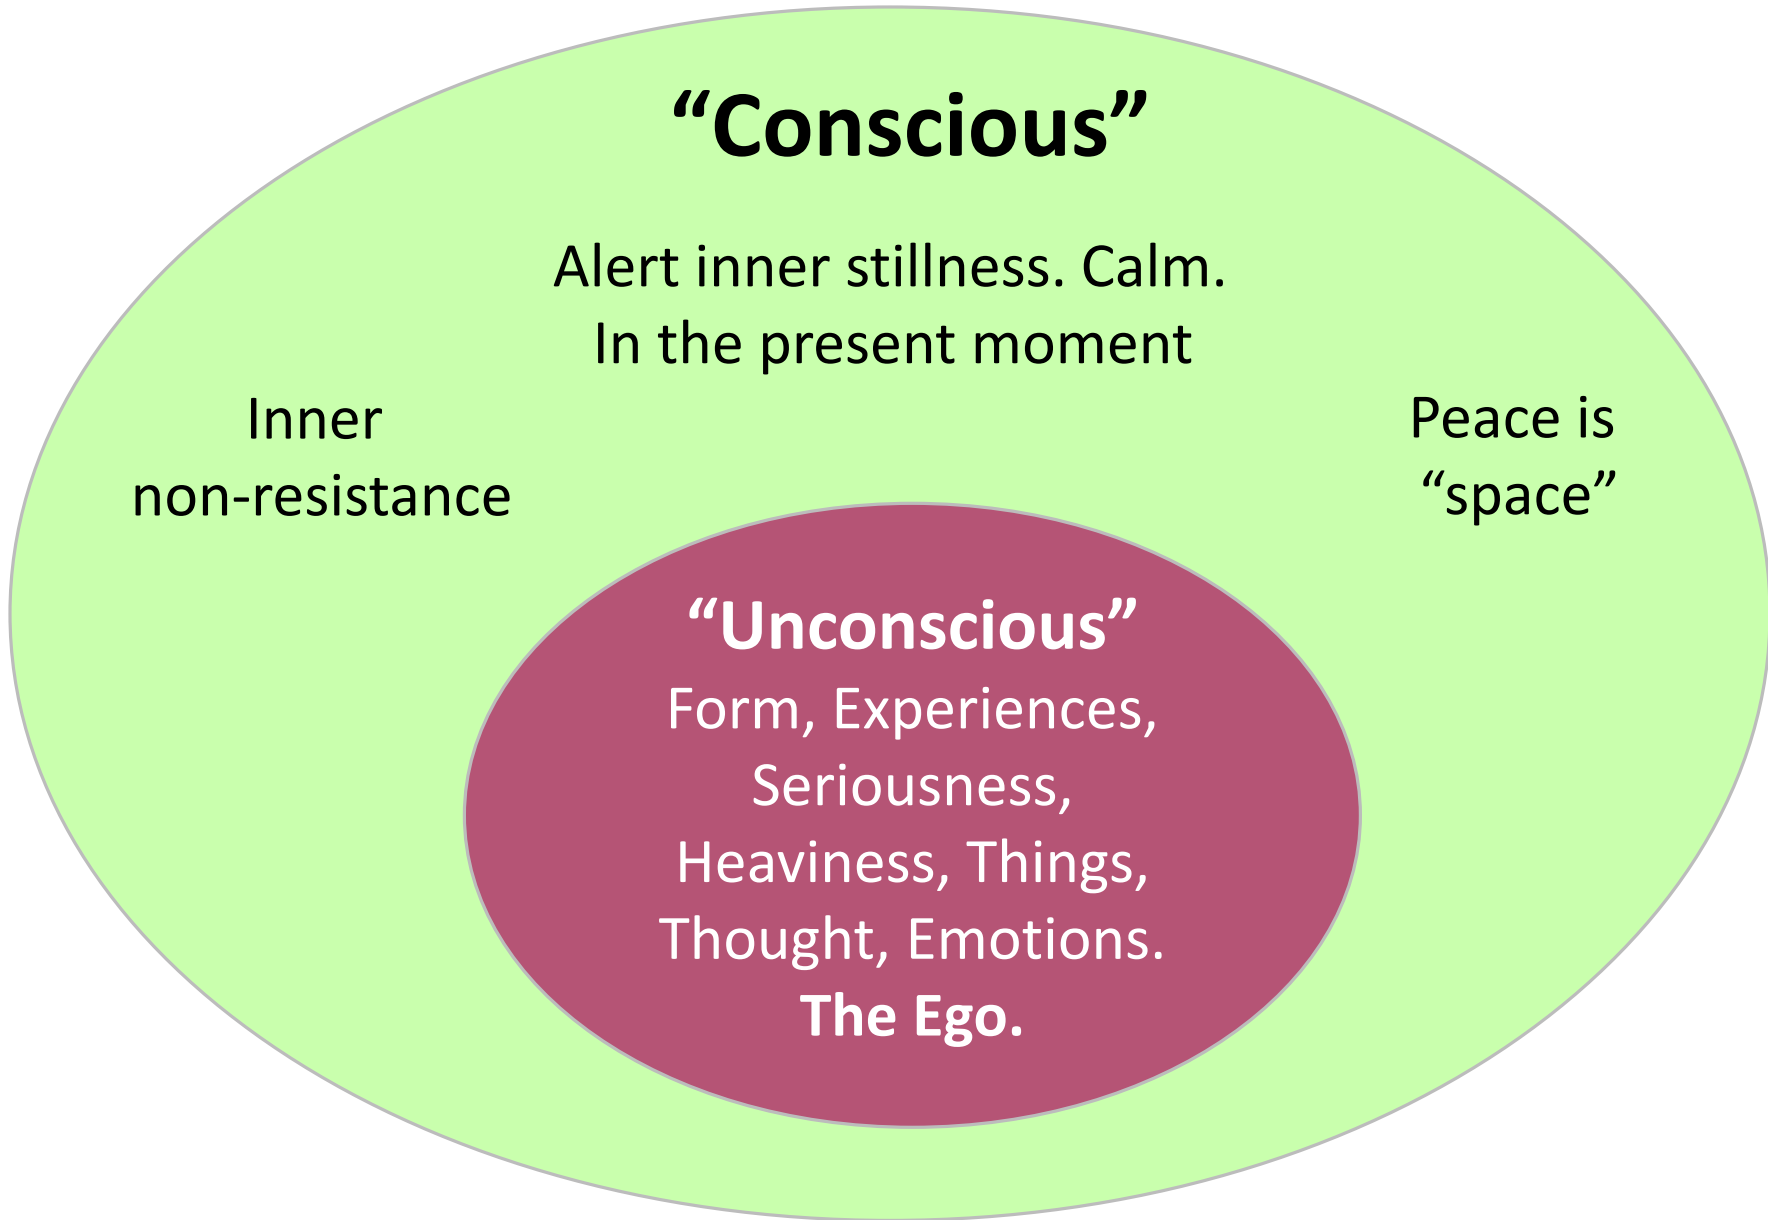 “Conscious”
Alert inner stillness. Calm.
In the present moment
Inner
non-resistance
Peace is
“space”
“Unconscious”
Form, Experiences,
Seriousness,
Heaviness, Things,
Thought, Emotions.
The Ego.